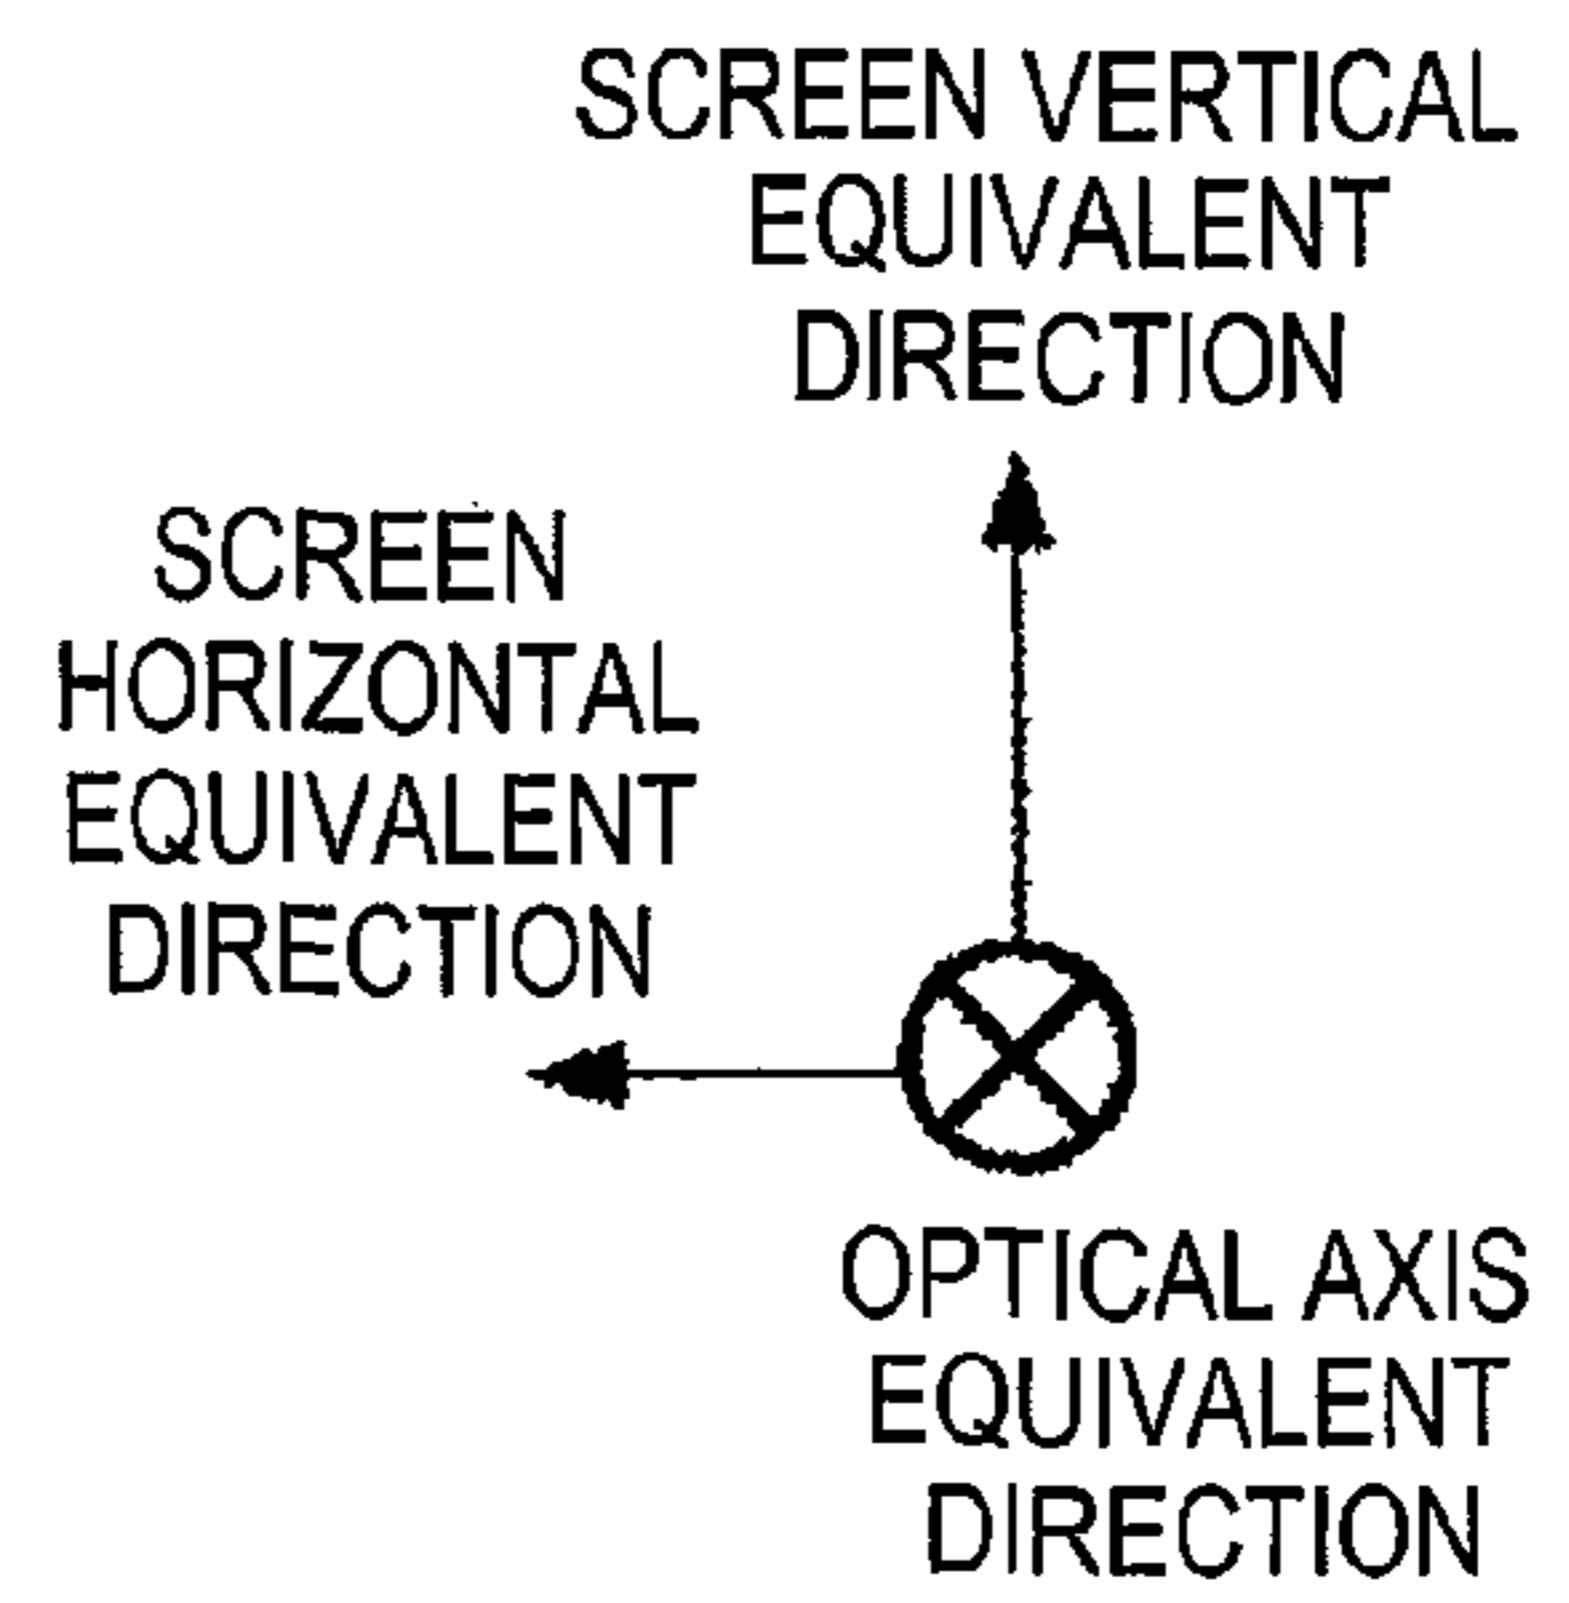 SCREEN VERTICAL
EQUIVALENT
DIRECTION
SCREEN
HORIZONTAL
EQUIVALENT
DIRECTION
OPTICAL AXIS
EQUIVALENT
DIRECTION